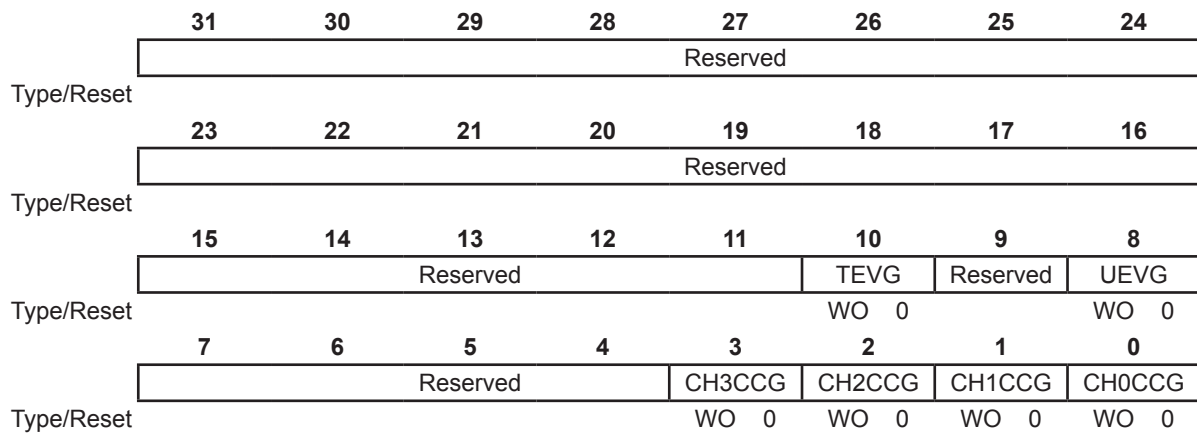 31 30 29 28 27 26 25 24
Reserved
Type/Reset
23 22 21 20 19 18 17 16
Reserved
Type/Reset
15 14 13 12 11 10 9 8
Reserved TEVG Reserved UEVG
Type/Reset WO 0 WO 0
7 6 5 4 3 2 1 0
Reserved CH3CCG CH2CCG CH1CCG CH0CCG
Type/Reset WO 0 WO 0 WO 0 WO 0